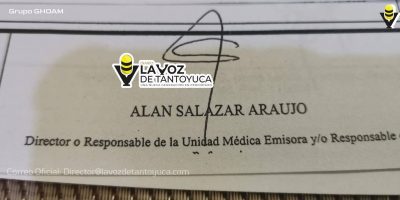 Grupo GHOAM
LA VOZ
DE TANTOYUCA
ALAN SALAZAR ARAUJO
Director o Responsable de la Unidad Médica Emisora y/o Responsable
Correo Oficial: Director@lavozdetantoyuca.com